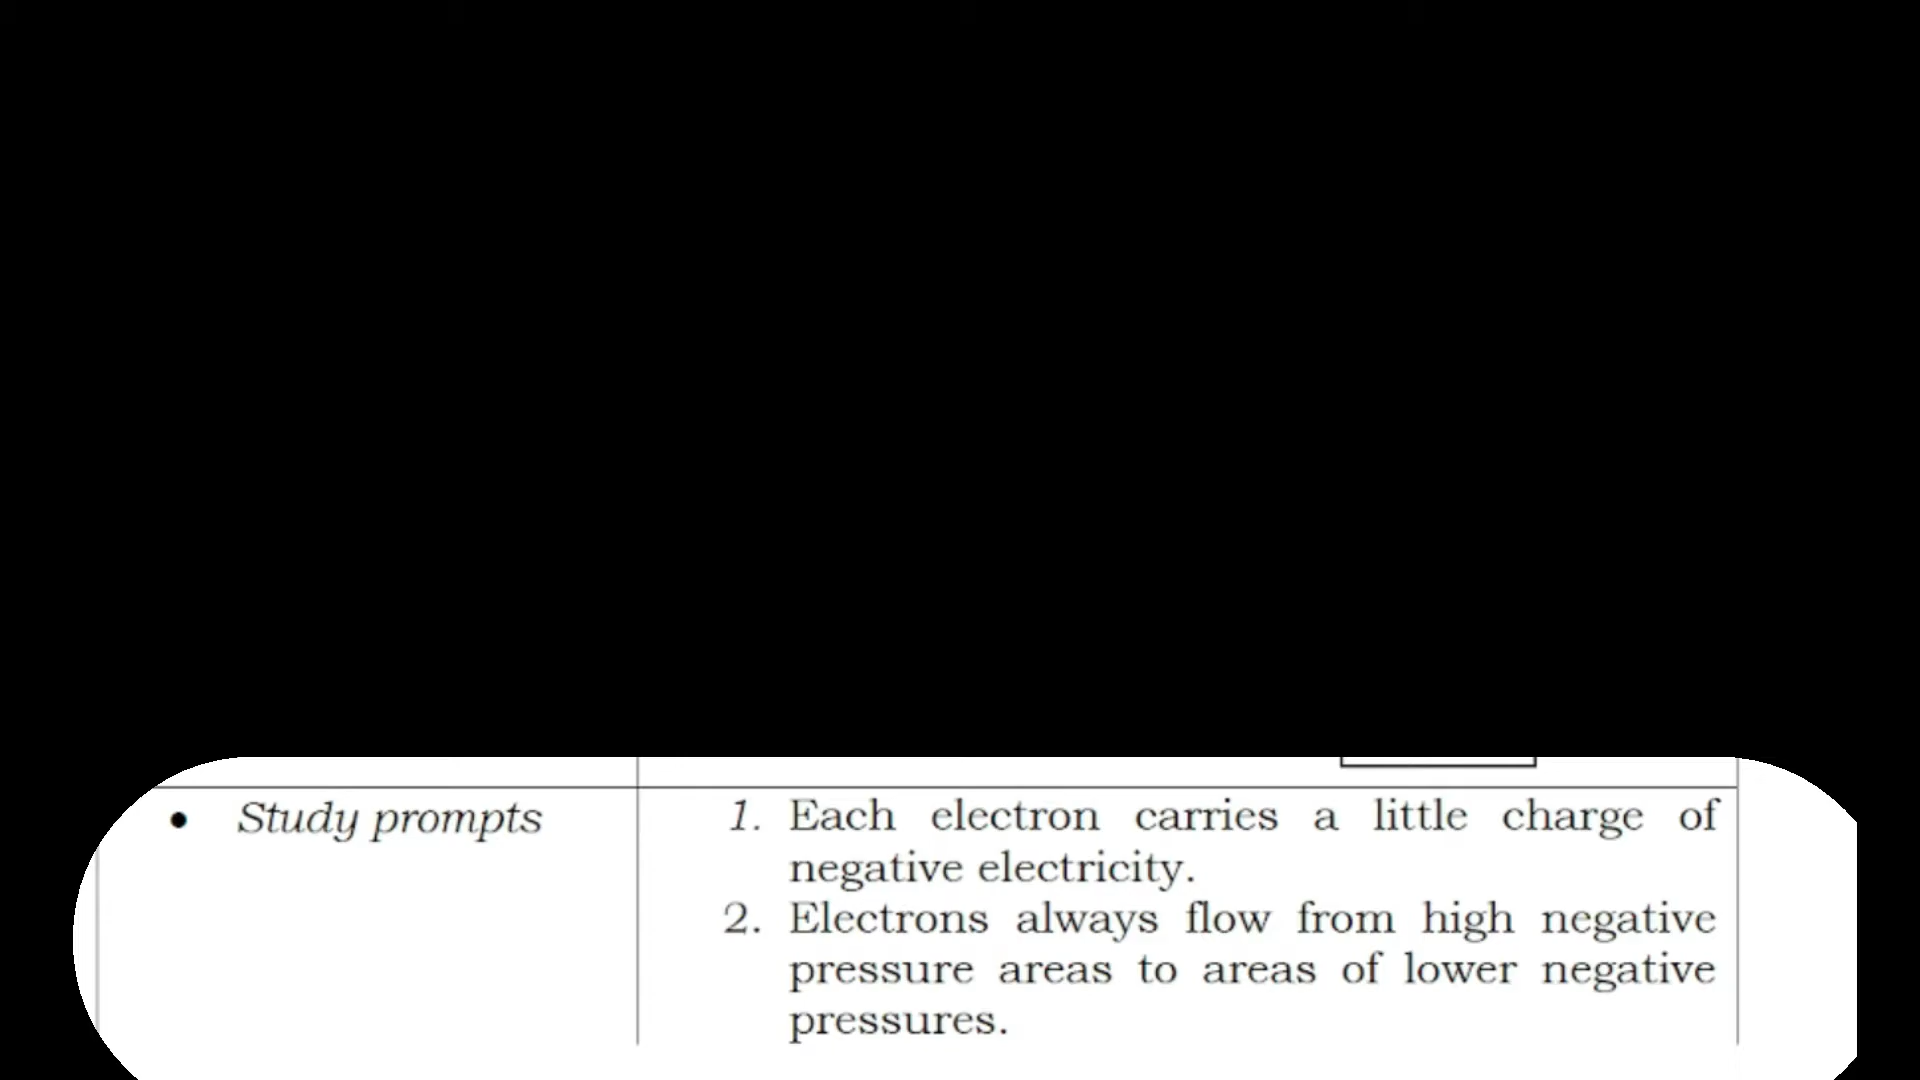 • Study prompts
1. Each electron carries a little charge of
negative electricity.
2. Electrons always flow from high negative
pressure areas to areas of lower negative
pressures.